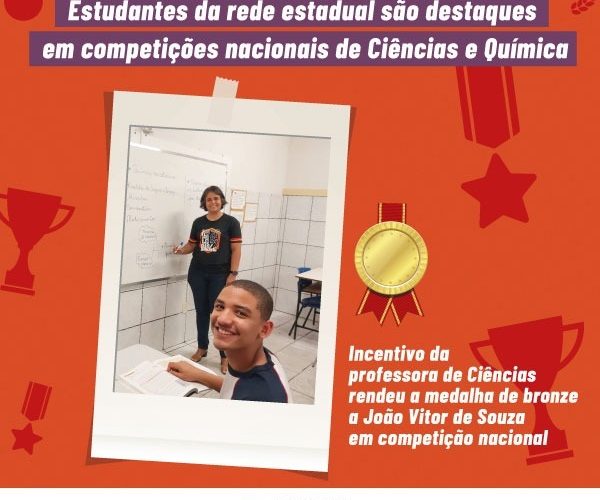 Estudantes da rede estadual são destaques
em competições nacionais de Ciências e Química
Incentivo da
professora de Ciências
rendeu a medalha de bronze
a João Vitor de Souza
em competição nacional